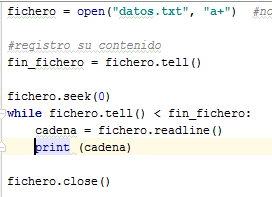 fichero = open("datos.txt", "a+") #no
#registro su contenido
fin_fichero = fichero.tell()
fichero.seek(0)
while fichero.tell() < fin_fichero:
    cadena = fichero.readline()
    print (cadena)
fichero.close()